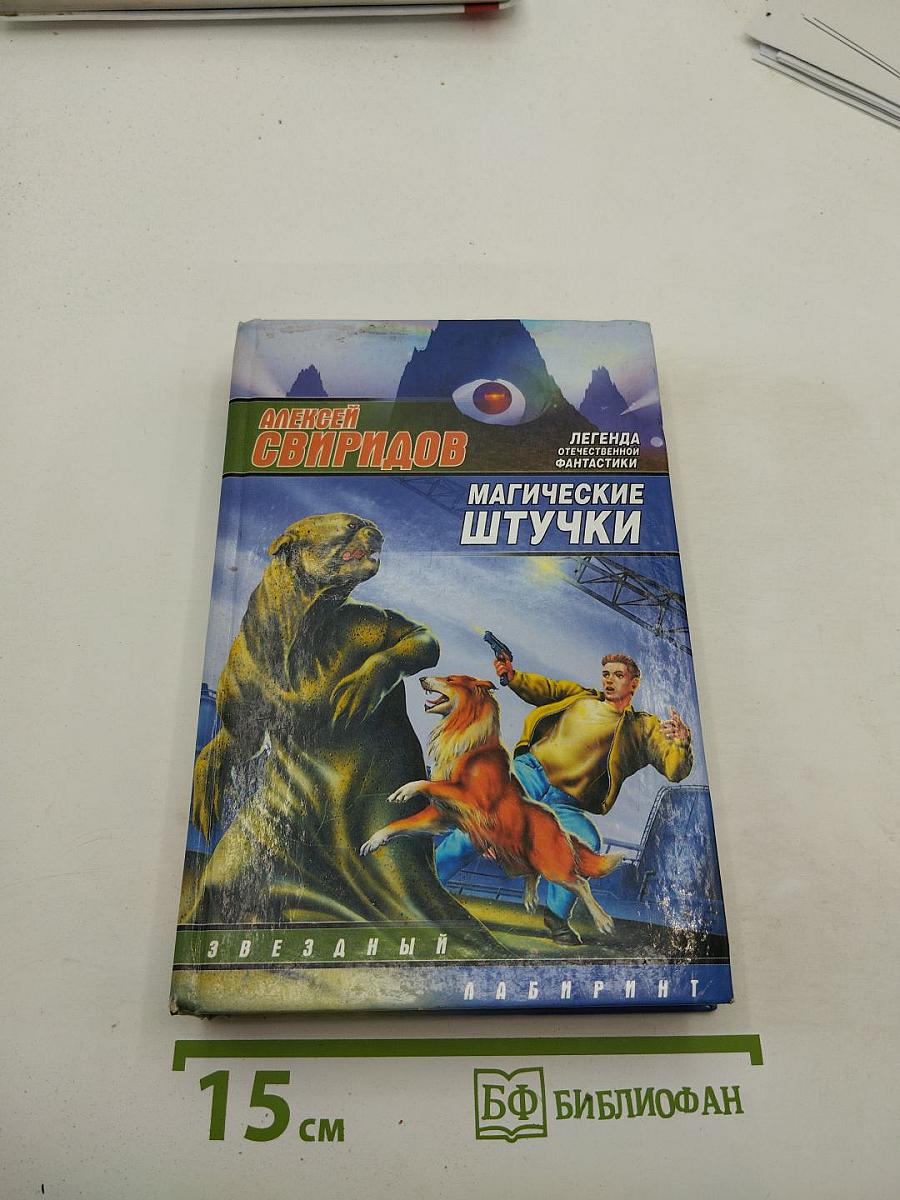 АЛЕКСЕЙ
СВИРИДОВ
ЛЕГЕНДА
ОТЕЧЕСТВЕННОЙ
ФАНТАСТИКИ
МАГИЧЕСКИЕ
ШТУЧКИ
ЗВЕЗДНЫЙ
ЛАБИРИНТ
15 см
БФ БИБЛИОФАН